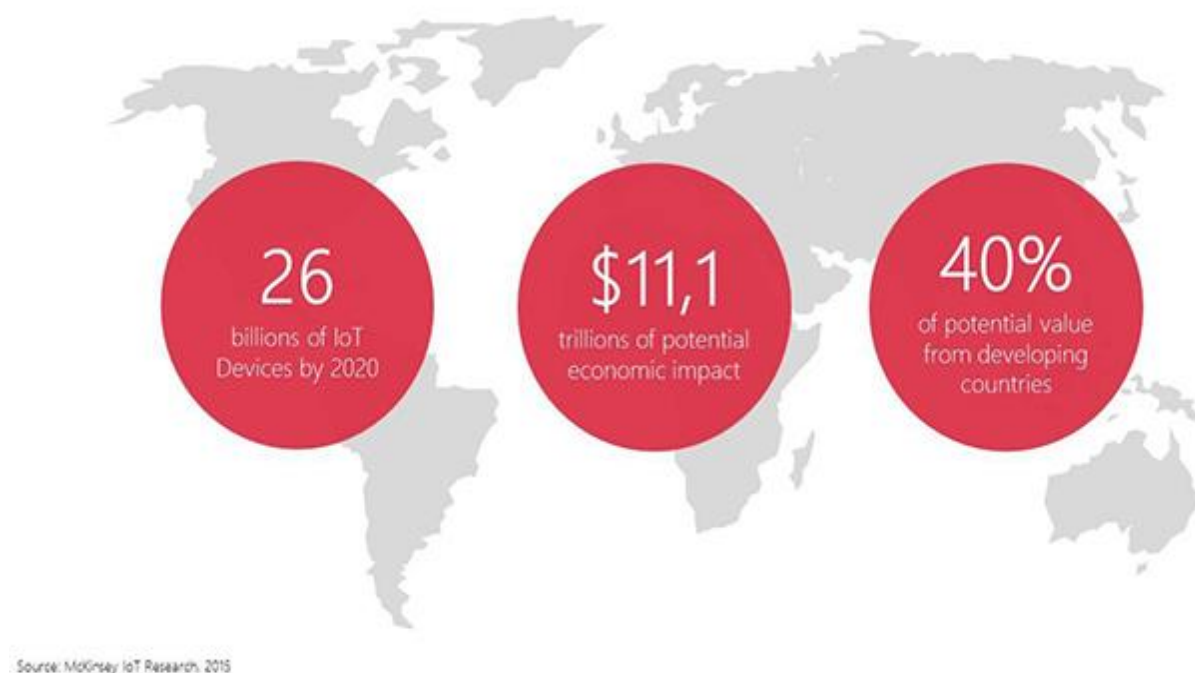 26
billions of IoT
Devices by 2020
$11,1
trillions of potential
economic impact
40%
of potential value
from developing
countries
Source: McKinsey IoT Research, 2015